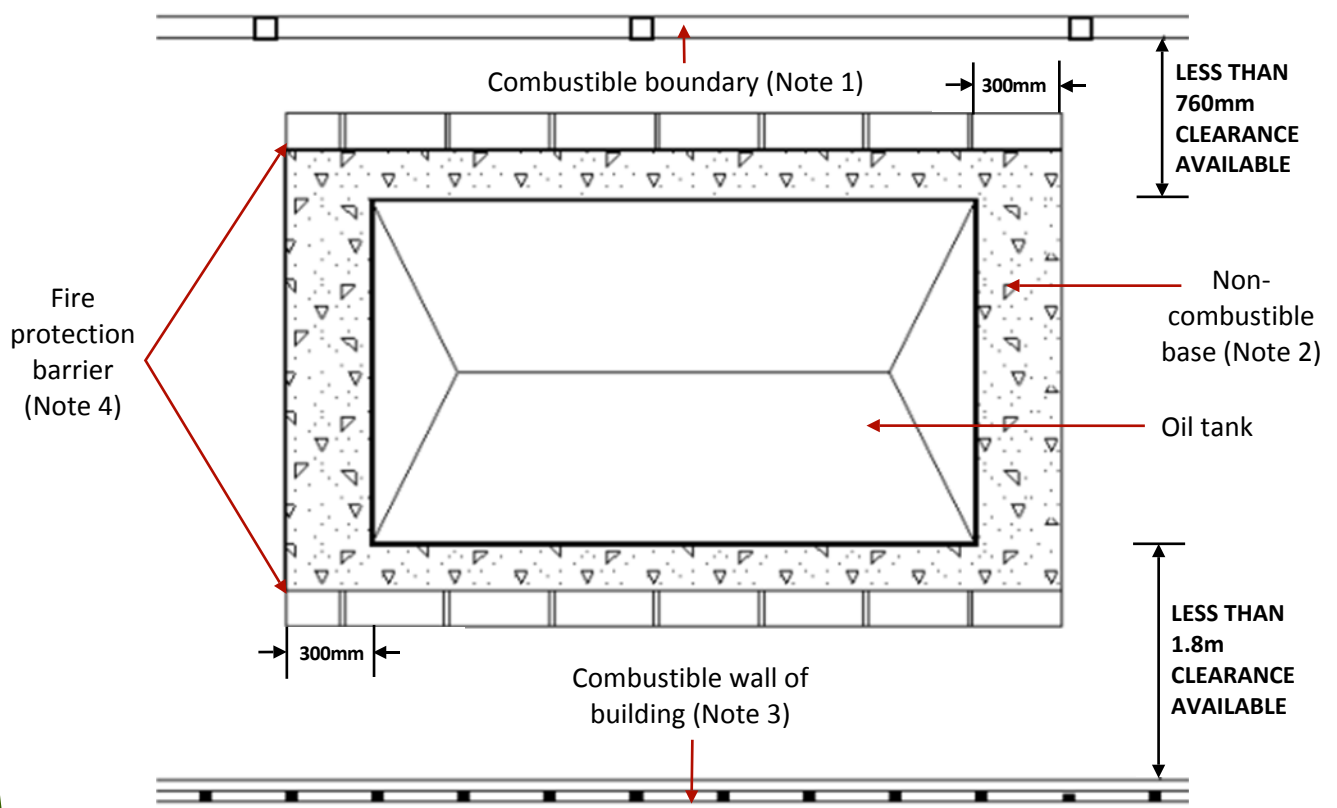 Combustible boundary (Note 1)
300mm
LESS THAN
760mm
CLEARANCE
AVAILABLE
Fire
protection
barrier
(Note 4)
Non-
combustible
base (Note 2)
Oil tank
300mm
Combustible wall of
building (Note 3)
LESS THAN
1.8m
CLEARANCE
AVAILABLE